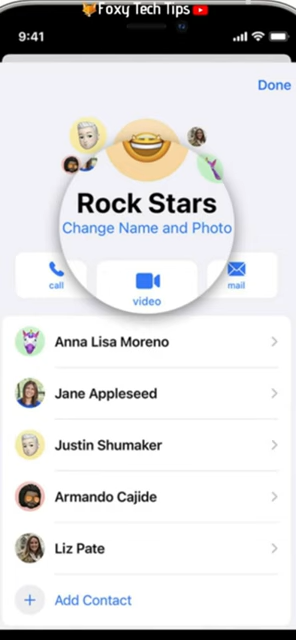 Foxy Tech Tips
9:41
Done
Rock Stars
Change Name and Photo
call
video
mail
Anna Lisa Moreno
Jane Appleseed
Justin Shumaker
Armando Cajide
Liz Pate
Add Contact